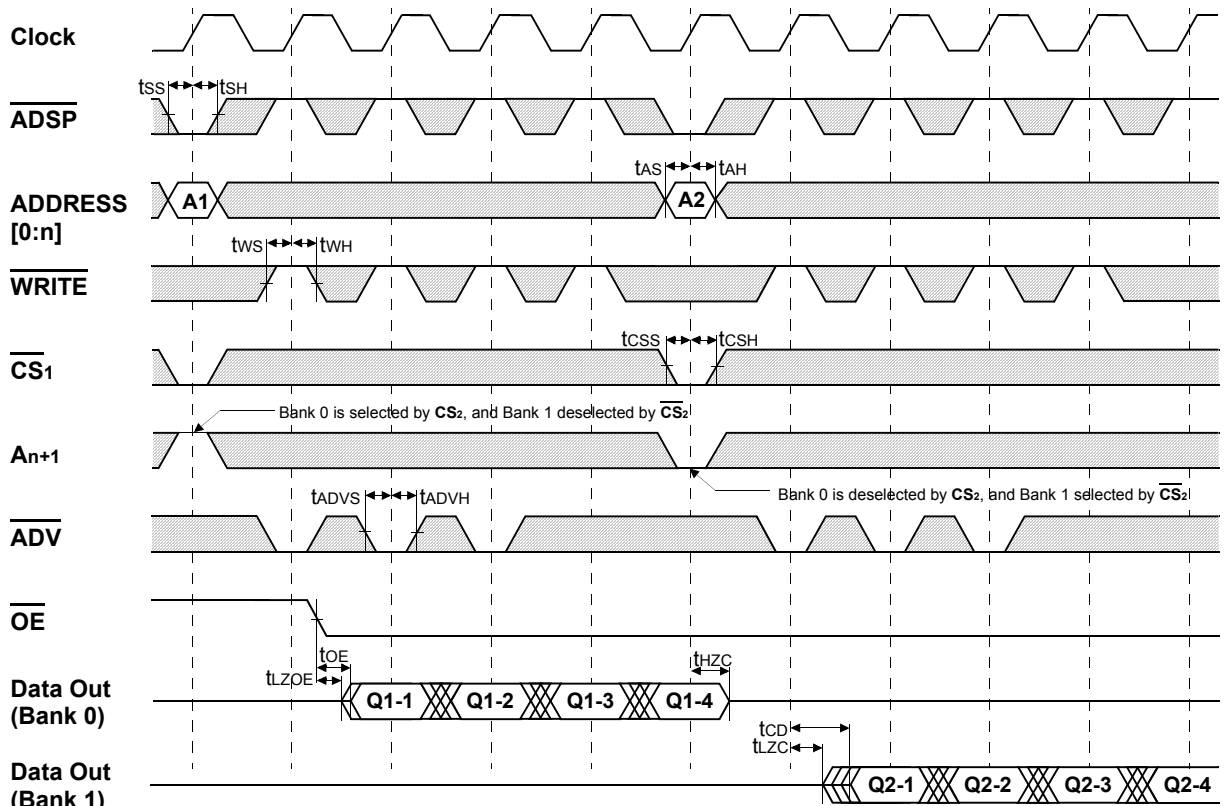 Clock
tSS tSH
ADSP
tAS tAH
ADDRESS
[0:n]
A1 A2
tWS tWH
WRITE
tCSS tCSH
CS1
Bank 0 is selected by CS2, and Bank 1 deselected by CS2
An+1
Bank 0 is deselected by CS2, and Bank 1 selected by CS2
tADVS tADVH
ADV
OE
tOE tHZC
tLZOE
Data Out
(Bank 0)
Q1-1 Q1-2 Q1-3 Q1-4
tCD
tLZC
Data Out
(Bank 1)
Q2-1 Q2-2 Q2-3 Q2-4